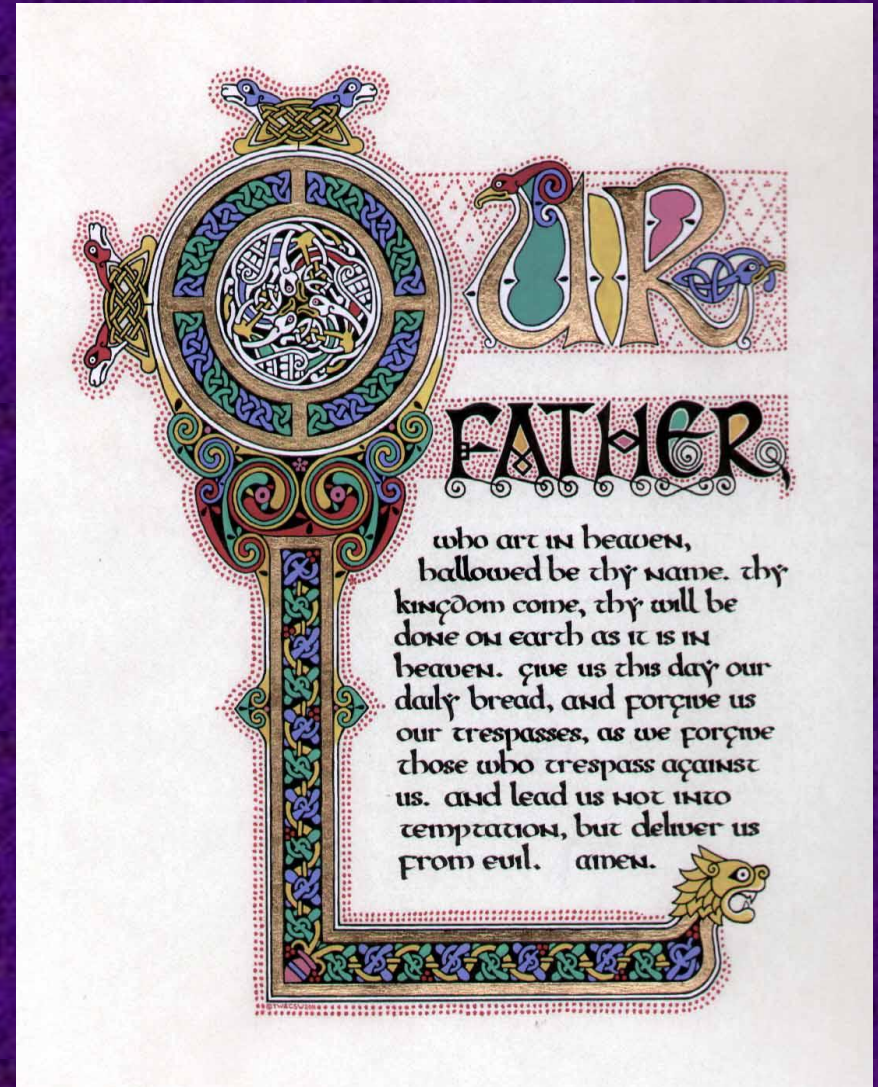 OUR
FATHER
who art in heaven,
hallowed be thy name. thy
kingdom come, thy will be
done on earth as it is in
heaven. give us this day our
daily bread, and forgive us
our trespasses, as we forgive
those who trespass against
us. and lead us not into
temptation, but deliver us
from evil. amen.